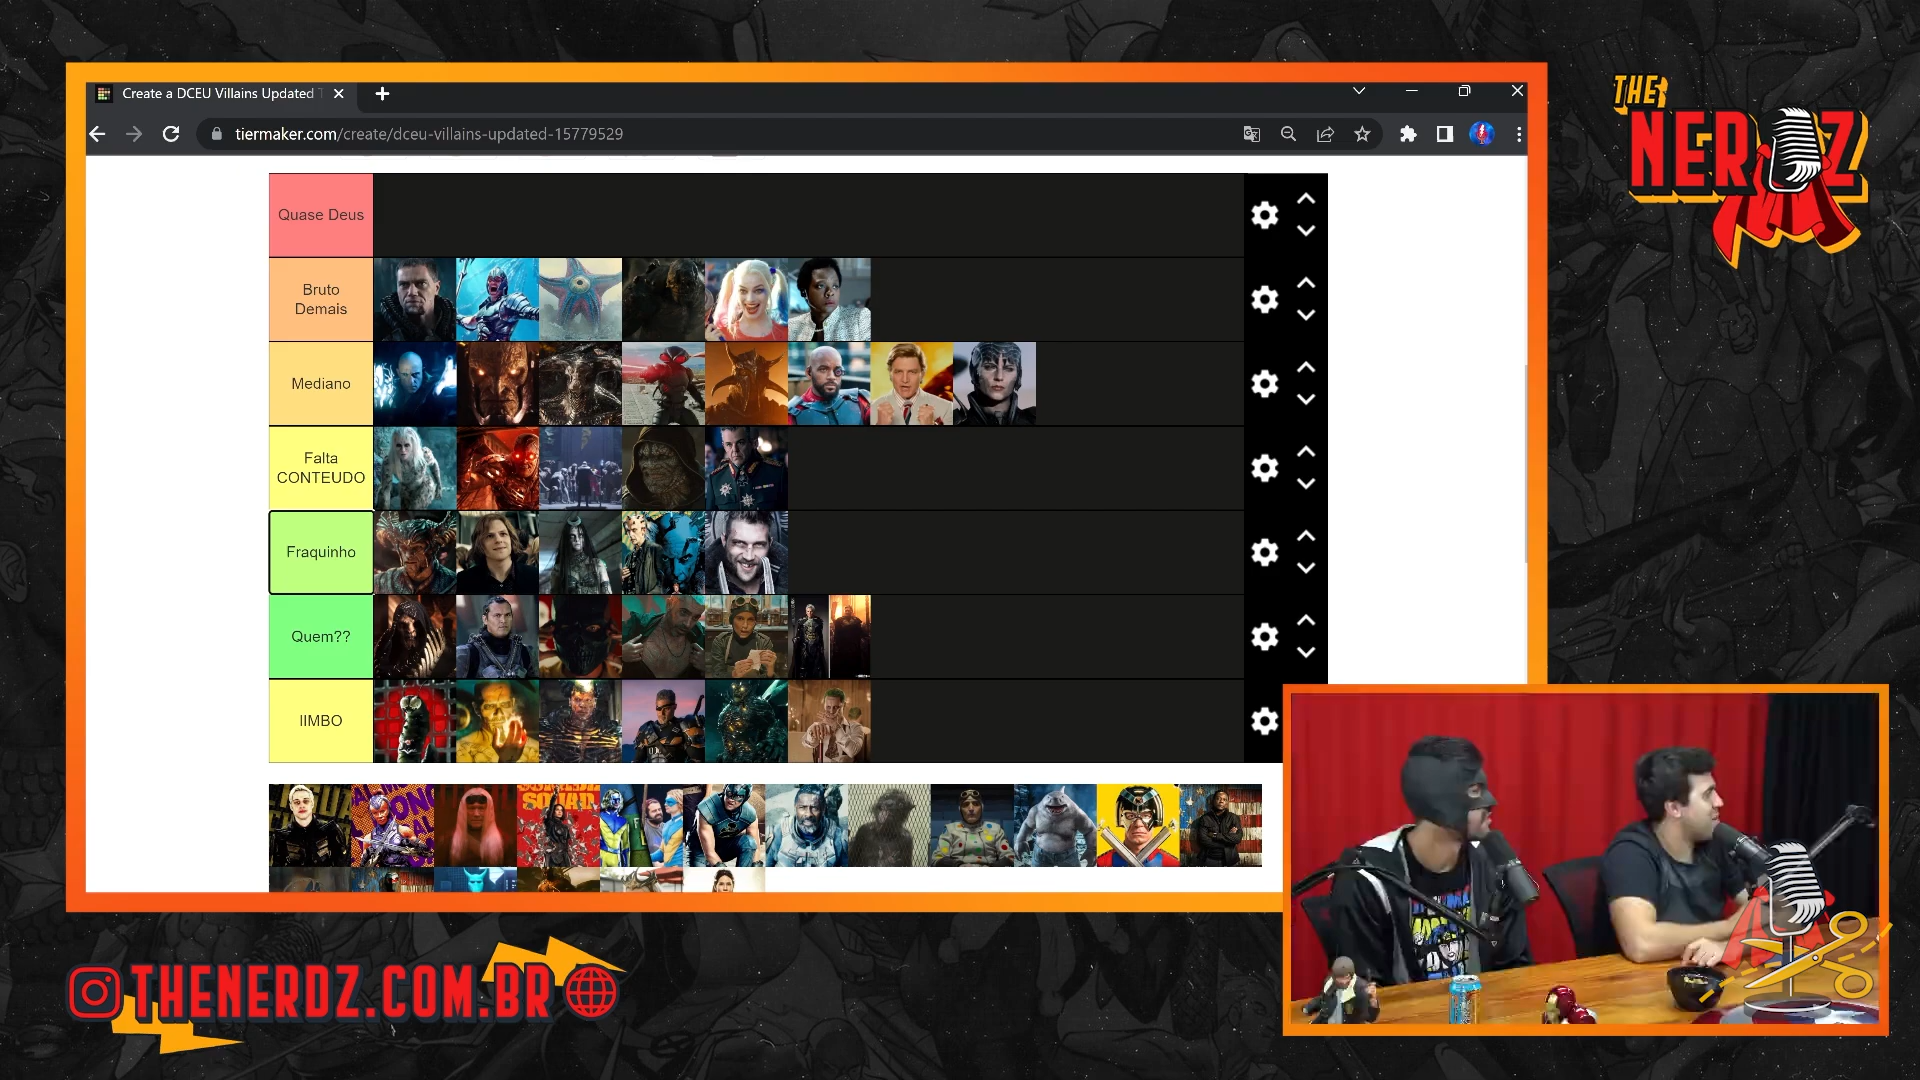 Create a DCEU Villains Updated T
tiermaker.com/create/dceu-villains-updated-15779529
THE
NERDZ
Quase Deus
Bruto
Demais
Mediano
Falta
CONTEUDO
Fraquinho
Quem??
IIMBO
SQUAD
THENERDZ.COM.BR